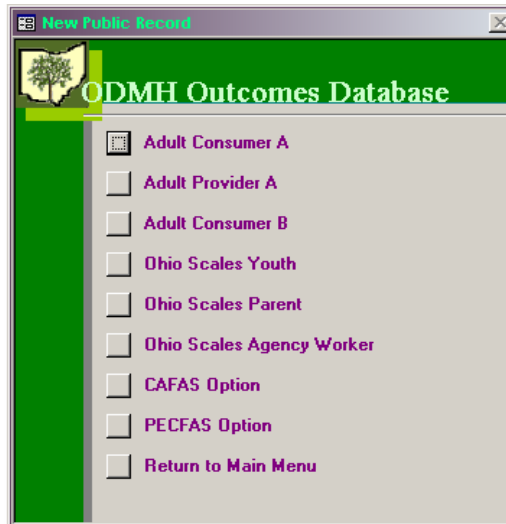 New Public Record
ODMH Outcomes Database
Adult Consumer A
Adult Provider A
Adult Consumer B
Ohio Scales Youth
Ohio Scales Parent
Ohio Scales Agency Worker
CAFAS Option
PECFAS Option
Return to Main Menu